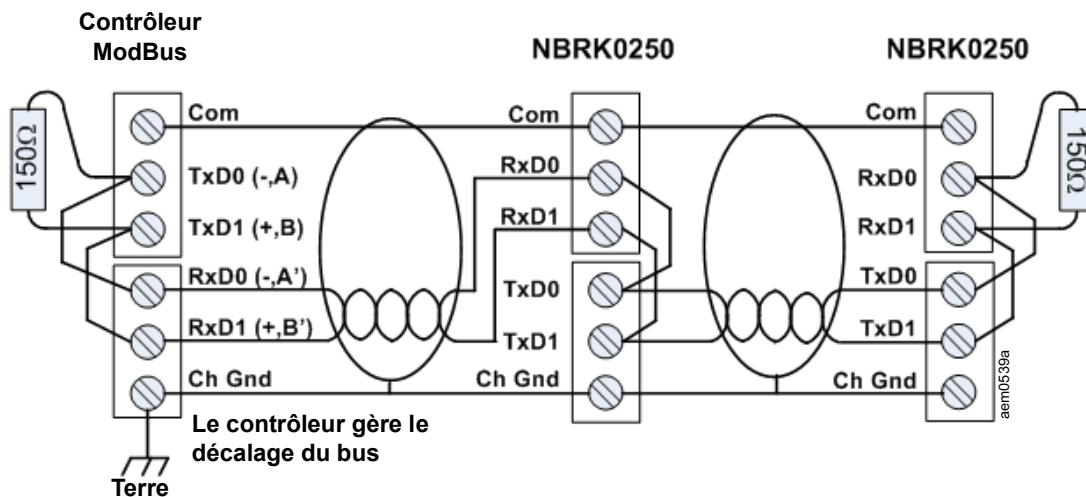 Contrôleur
ModBus
NBRK0250
NBRK0250
150Ω
Com
TxD0 (-,A)
TxD1 (+,B)
RxD0 (-,A')
RxD1 (+,B')
Ch Gnd
Terre
Le contrôleur gère le
décalage du bus
Com
RxD0
RxD1
TxD0
TxD1
Ch Gnd
Com
RxD0
RxD1
TxD0
TxD1
Ch Gnd
150Ω
aem0539a